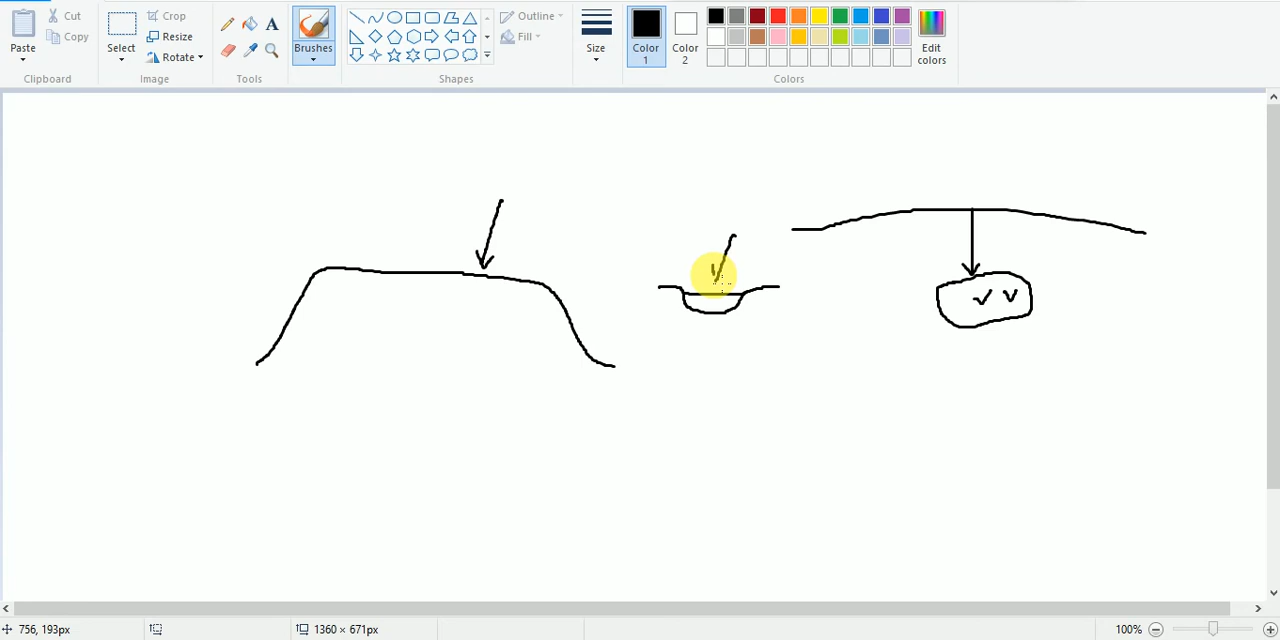 Paste
Cut
Copy
Clipboard
Select
Crop
Resize
Rotate
Image
A
Tools
Brushes
Shapes
Outline
Fill
Size
Color
1
Color
2
Edit
colors
Colors
V V
756, 193px
1360 × 671px
100%